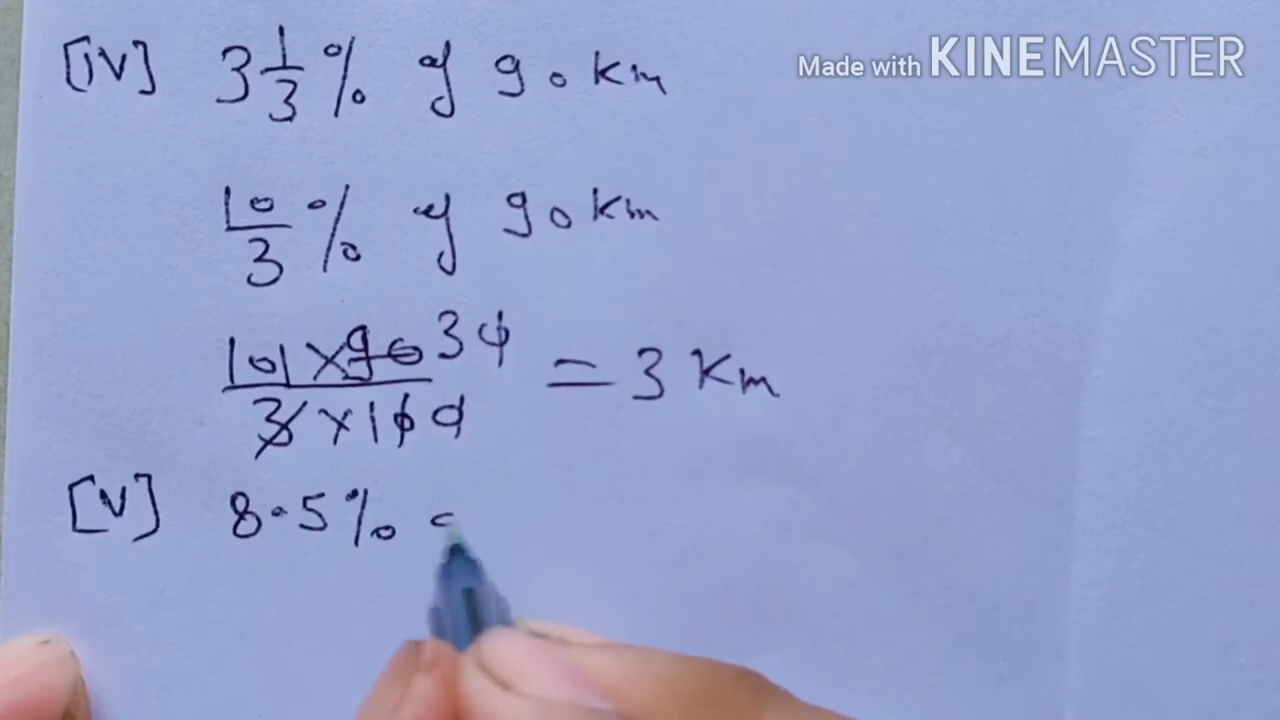 Made with KINEMASTER
[iv] 3 1/3 % of 90 km
10/3 % of 90 km
10 × 90 30 / 3 × 100 = 3 Km
[v] 8.5%